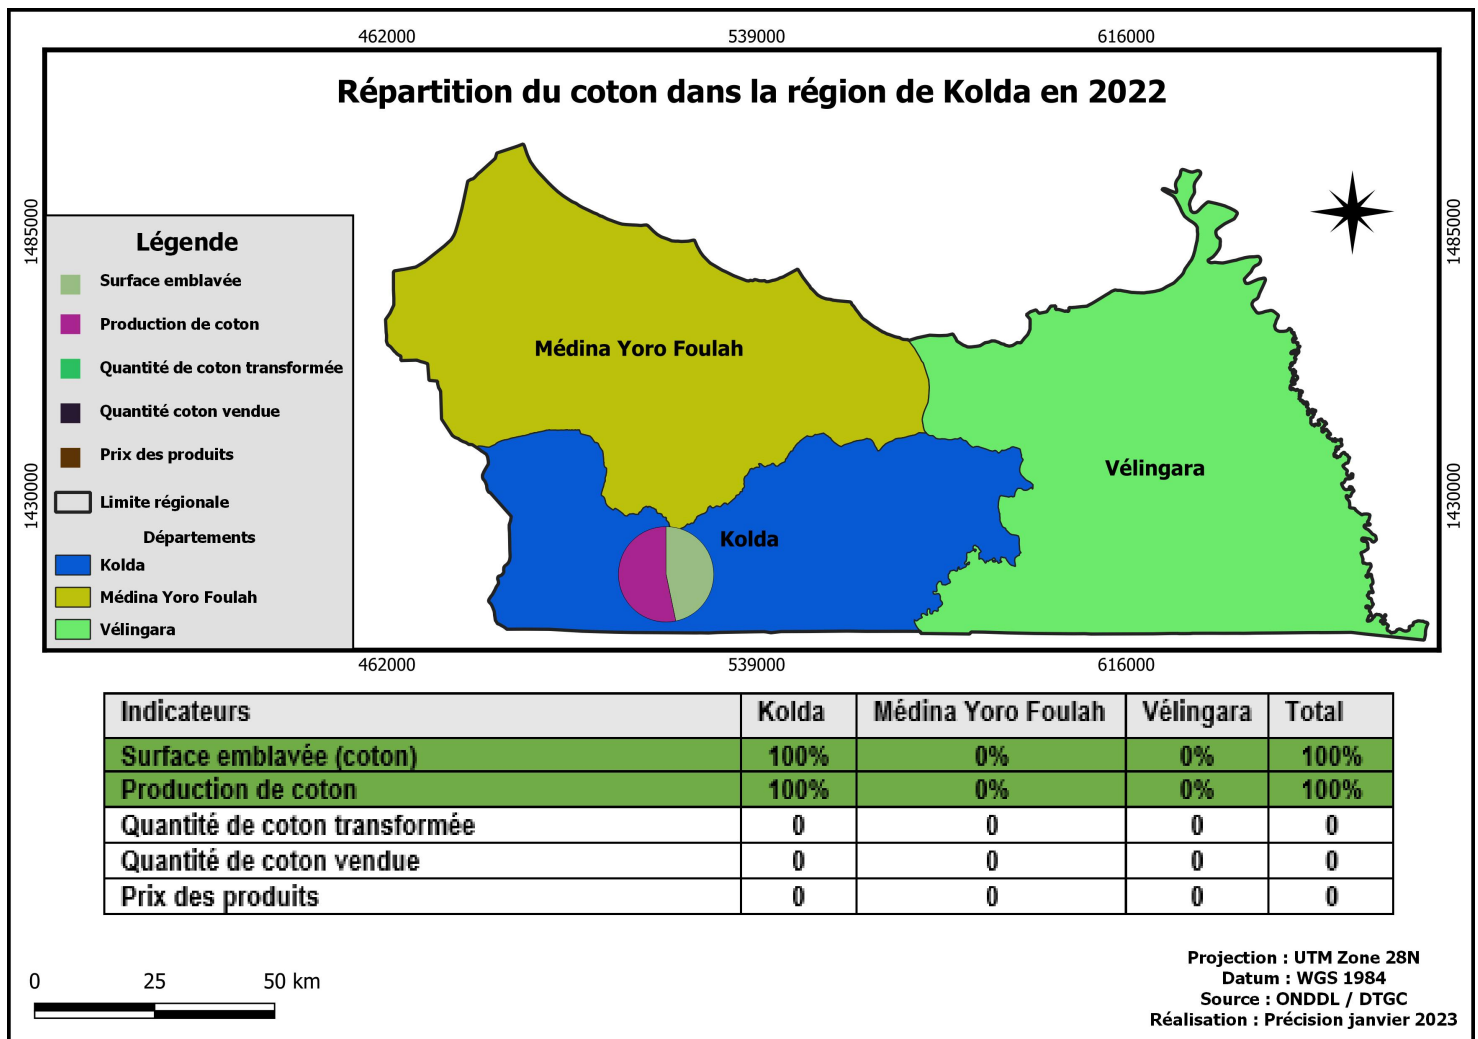 462000 539000 616000
Répartition du coton dans la région de Kolda en 2022
1485000
1485000
Légende
Surface emblavée
Production de coton
Quantité de coton transformée
Quantité coton vendue
Prix des produits
Limite régionale
Départements
Kolda
Médina Yoro Foulah
Vélingara
Médina Yoro Foulah
Vélingara
Kolda
1430000
1430000
462000 539000 616000
Indicateurs Kolda Médina Yoro Foulah Vélingara Total
Surface emblavée (coton) 100% 0% 0% 100%
Production de coton 100% 0% 0% 100%
Quantité de coton transformée 0 0 0 0
Quantité de coton vendue 0 0 0 0
Prix des produits 0 0 0 0
0 25 50 km
Projection : UTM Zone 28N
Datum : WGS 1984
Source : ONDDL / DTGC
Réalisation : Précision janvier 2023